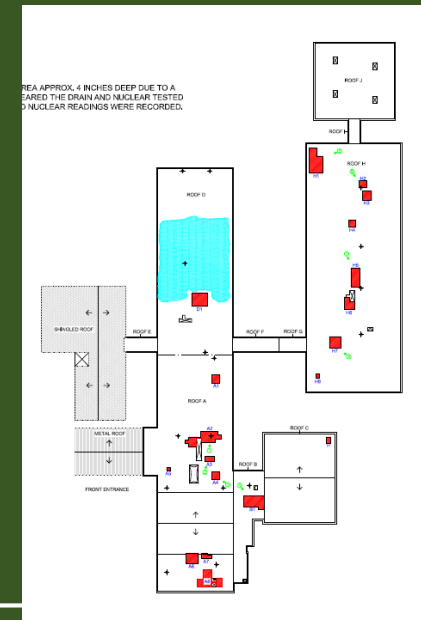 REA APPROX. 4 INCHES DEEP DUE TO A
EARED THE DRAIN AND NUCLEAR TESTED
O NUCLEAR READINGS WERE RECORDED.
ROOF J
ROOF I
ROOF H
H1
H2
H3
H4
H5
H6
H7
H8
ROOF D
D1
SHINGLED ROOF
ROOF E
ROOF F
ROOF G
A1
ROOF A
A2
A3
A4
A5
METAL ROOF
FRONT ENTRANCE
ROOF B
B1
ROOF C
A6
A7
A8